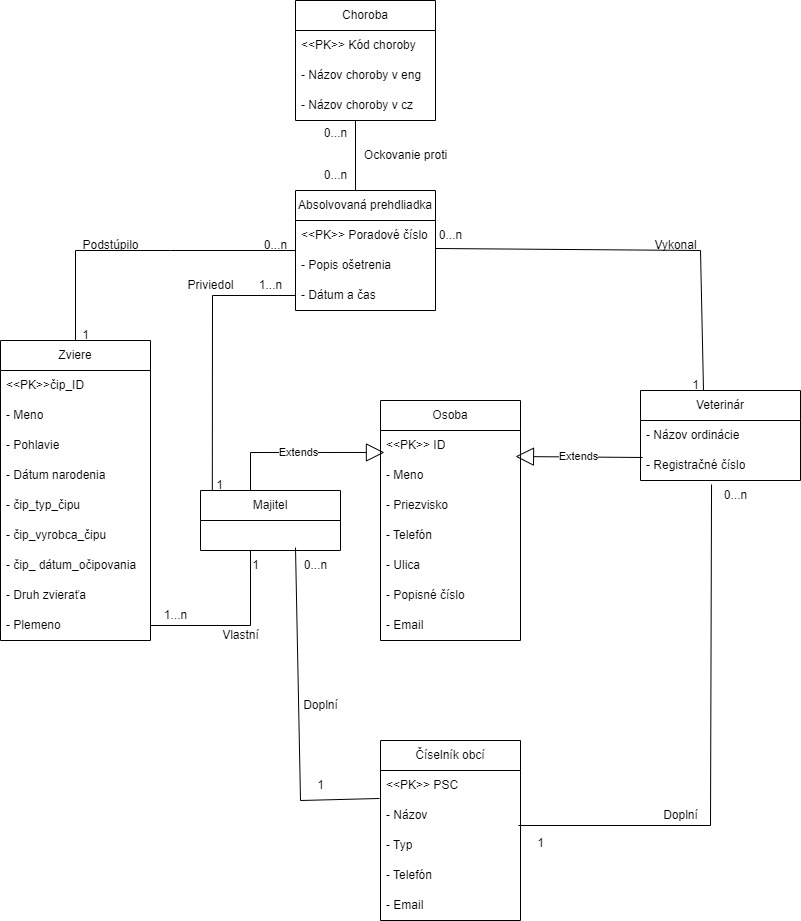 Choroba
<<PK>> Kód choroby
- Názov choroby v eng
- Názov choroby v cz
0...n
Ockovanie proti
0...n
Absolvovaná prehdliadka
<<PK>> Poradové číslo
- Popis ošetrenia
- Dátum a čas
Podstúpilo
0...n
0...n
Vykonal
Priviedol
1...n
1
1
Zviere
<<PK>>čip_ID
- Meno
- Pohlavie
- Dátum narodenia
- čip_typ_čipu
- čip_vyrobca_čipu
- čip_ dátum_očipovania
- Druh zvieraťa
- Plemeno
Osoba
<<PK>> ID
- Meno
- Priezvisko
- Telefón
- Ulica
- Popisné číslo
- Email
Veterinár
- Názov ordinácie
- Registračné číslo
Extends
Extends
1
Majitel
0...n
1
0...n
1...n
Vlastní
Doplní
1
Číselník obcí
<<PK>> PSC
- Názov
- Typ
- Telefón
- Email
Doplní
1